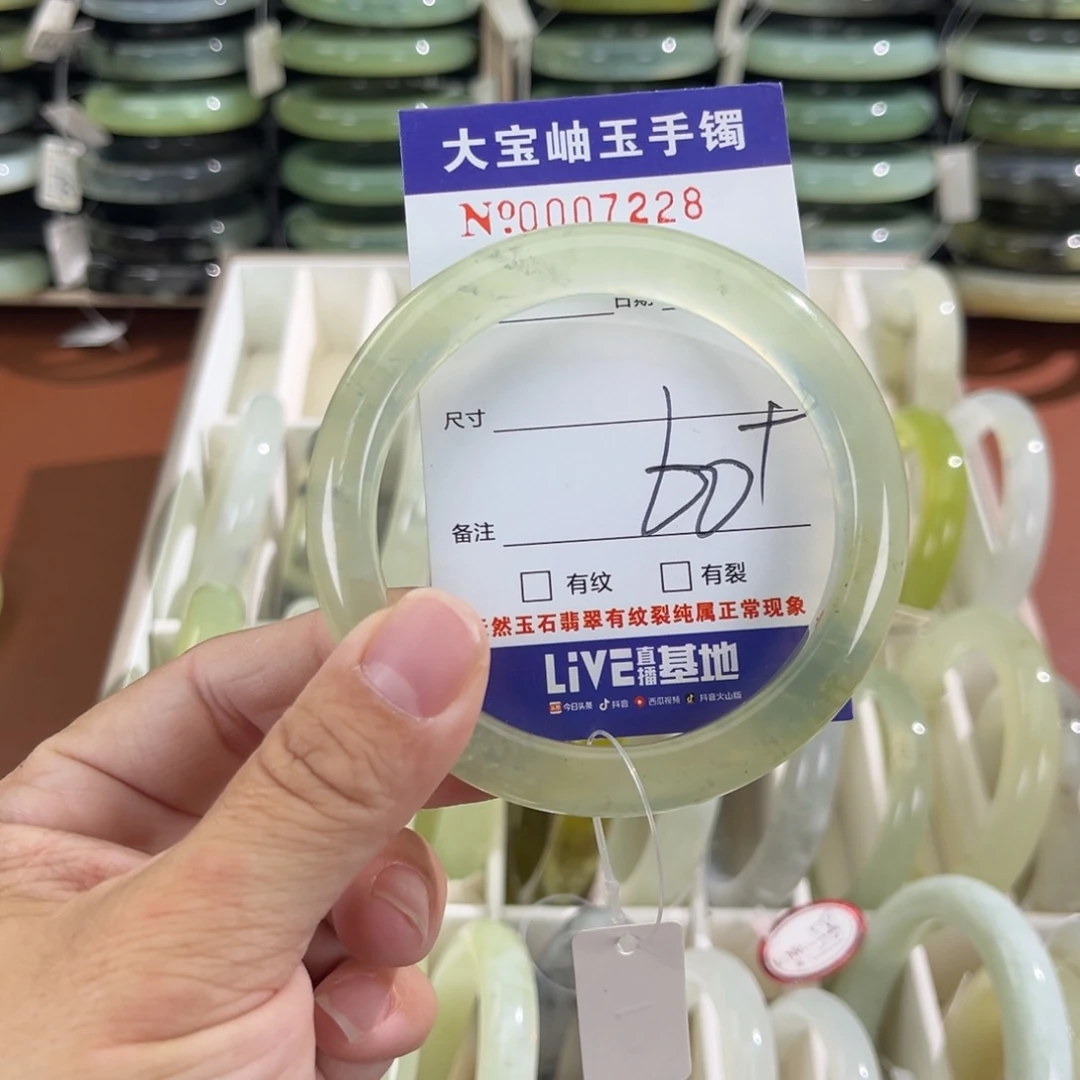 大宝岫玉手镯
Nº0007228
日期
尺寸
60+
备注
□ 有纹 □ 有裂
然玉石翡翠有纹裂纯属正常现象
LiVE直播基地
今日头条 抖音 西瓜视频 抖音火山版